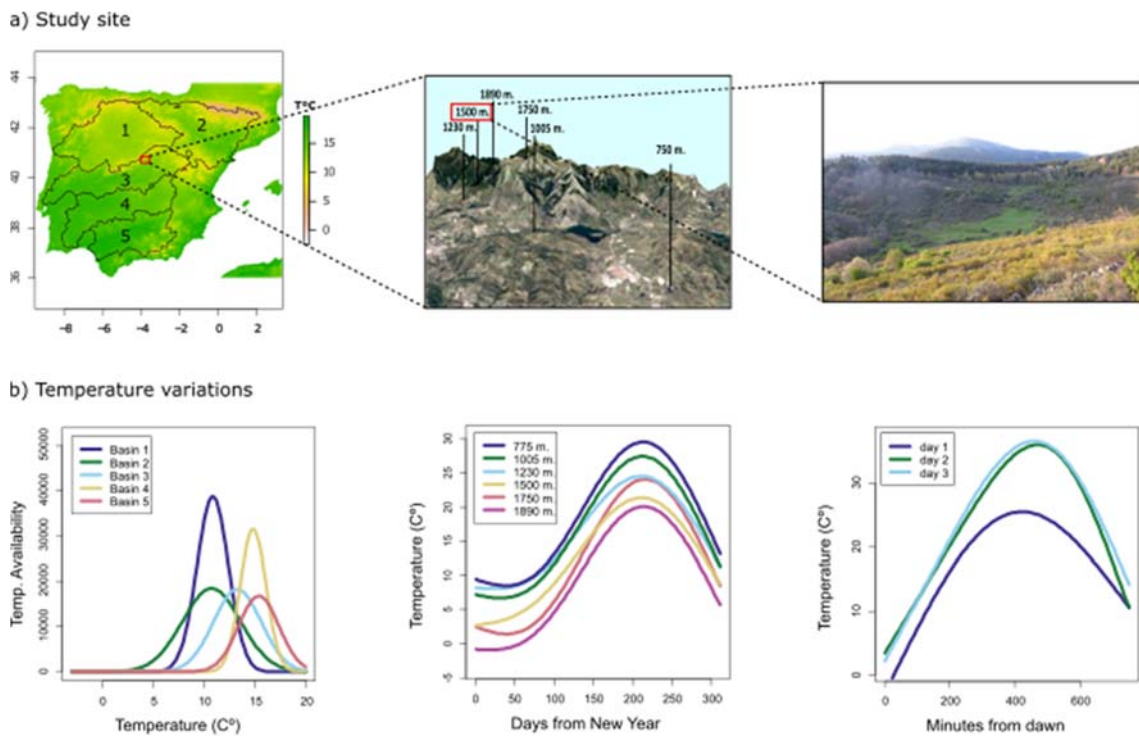 a) Study site
T°C
44
42
40
38
36
−8 −6 −4 −2 0 2
1
2
3
4
5
15
10
5
0
1890 m.
1500 m.
1750 m.
1230 m.
1005 m.
750 m.
b) Temperature variations
Temp. Availability
50000
40000
30000
20000
10000
0
Basin 1
Basin 2
Basin 3
Basin 4
Basin 5
0 5 10 15 20
Temperature (Cº)
Temperature (Cº)
30
25
20
15
10
5
0
-5
775 m.
1005 m.
1230 m.
1500 m.
1750 m.
1890 m.
0 50 100 150 200 250 300
Days from New Year
Temperature (Cº)
30
20
10
0
day 1
day 2
day 3
0 200 400 600
Minutes from dawn